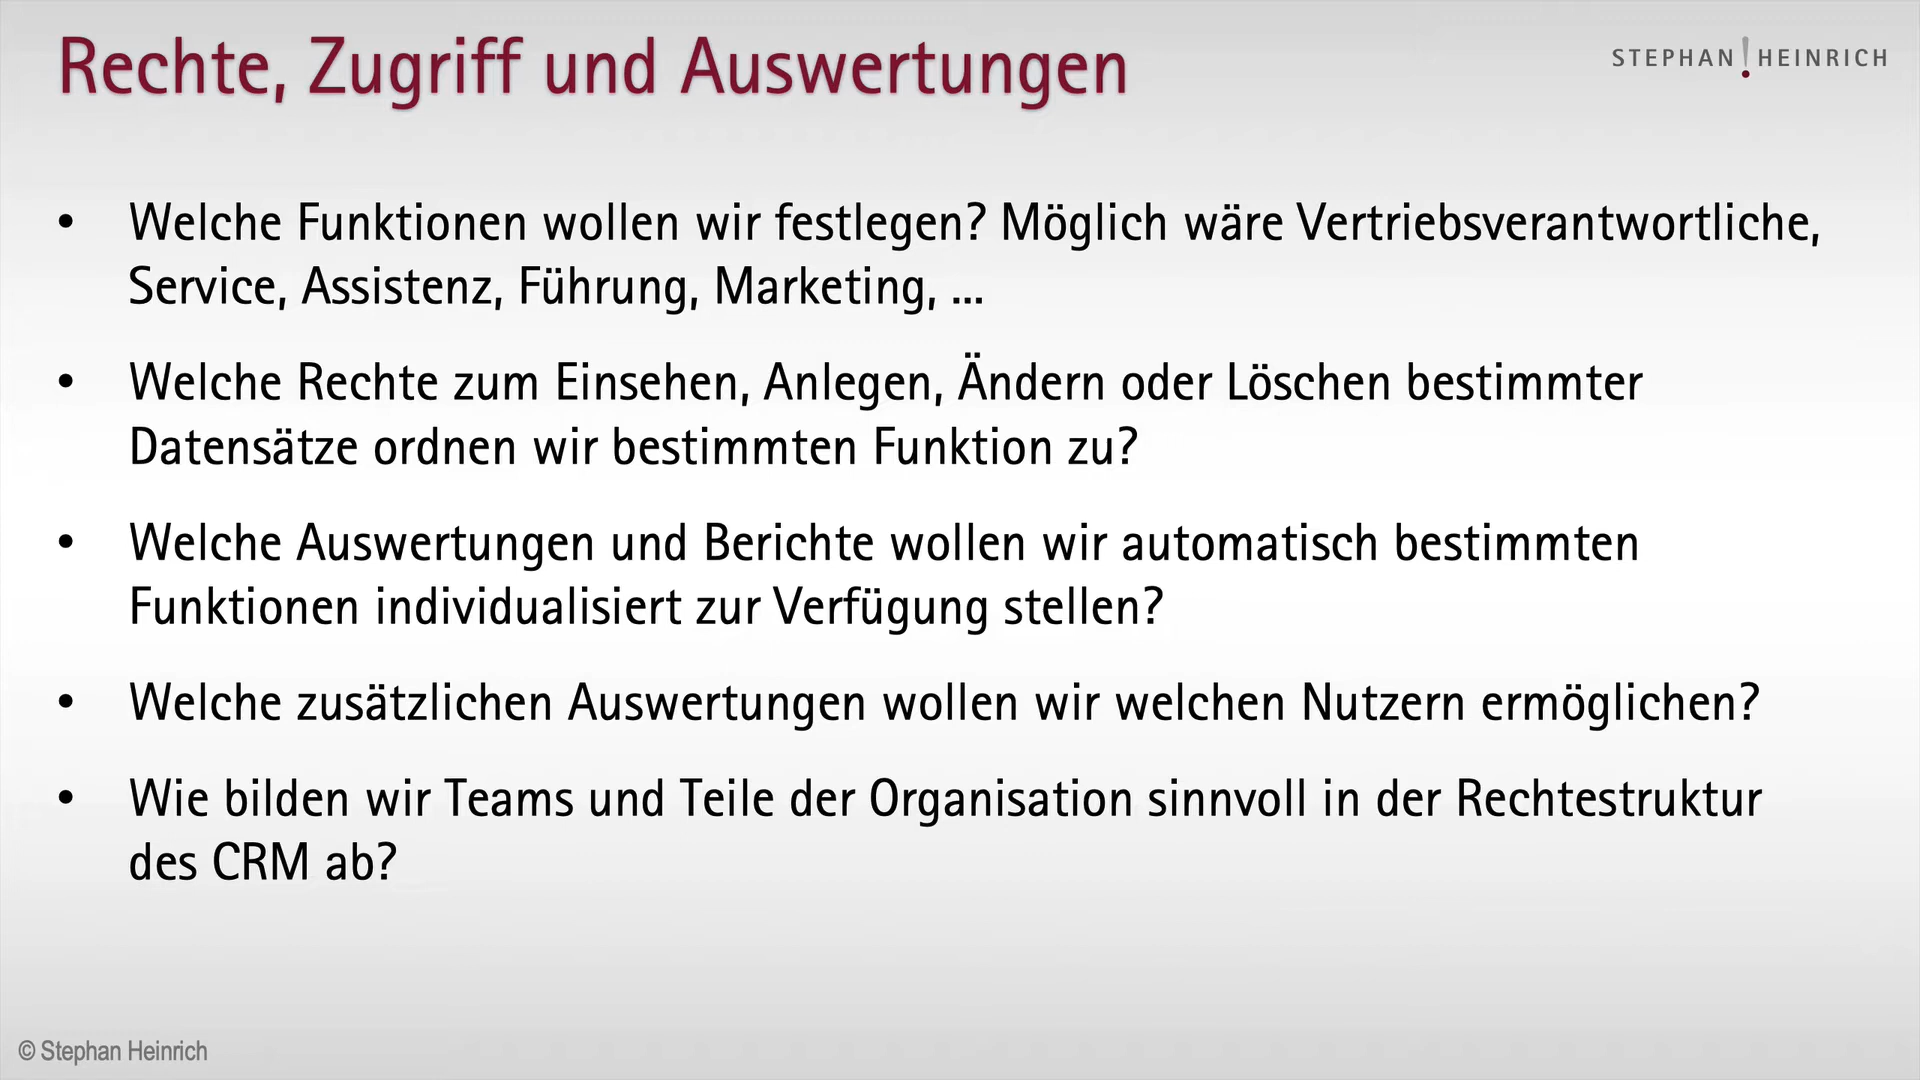 Rechte, Zugriff und Auswertungen
STEPHAN!HEINRICH
• Welche Funktionen wollen wir festlegen? Möglich wäre Vertriebsverantwortliche,
Service, Assistenz, Führung, Marketing, ...
• Welche Rechte zum Einsehen, Anlegen, Ändern oder Löschen bestimmter
Datensätze ordnen wir bestimmten Funktion zu?
• Welche Auswertungen und Berichte wollen wir automatisch bestimmten
Funktionen individualisiert zur Verfügung stellen?
• Welche zusätzlichen Auswertungen wollen wir welchen Nutzern ermöglichen?
• Wie bilden wir Teams und Teile der Organisation sinnvoll in der Rechtestruktur
des CRM ab?
© Stephan Heinrich